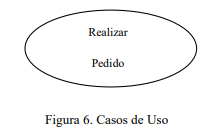 Realizar
Pedido
Figura 6. Casos de Uso